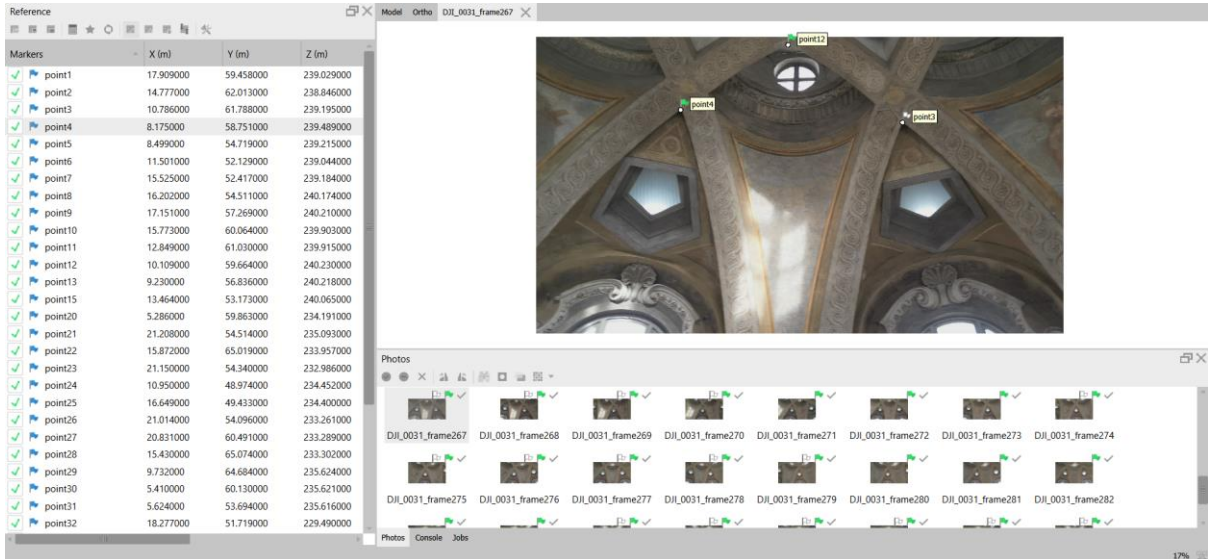 Reference
Model Ortho DJI_0031_frame267
Markers X (m) Y (m) Z (m)
point1 17.909000 59.458000 239.029000
point2 14.777000 62.013000 238.846000
point3 10.786000 61.788000 239.195000
point4 8.175000 58.751000 239.489000
point5 8.499000 54.719000 239.215000
point6 11.501000 52.129000 239.044000
point7 15.525000 52.417000 239.184000
point8 16.202000 54.511000 240.174000
point9 17.151000 57.269000 240.210000
point10 15.773000 60.064000 239.903000
point11 12.849000 61.030000 239.915000
point12 10.109000 59.664000 240.230000
point13 9.230000 56.836000 240.218000
point15 13.464000 53.173000 240.065000
point20 5.286000 59.863000 234.191000
point21 21.208000 54.514000 235.093000
point22 15.872000 65.019000 233.957000
point23 21.150000 54.340000 232.986000
point24 10.950000 48.974000 234.452000
point25 16.649000 49.433000 234.400000
point26 21.014000 54.096000 233.261000
point27 20.831000 60.491000 233.289000
point28 15.430000 65.074000 233.302000
point29 9.732000 64.684000 235.624000
point30 5.410000 60.130000 235.621000
point31 5.624000 53.694000 235.616000
point32 18.277000 51.719000 229.490000
point12
point4
point3
Photos
DJI_0031_frame267 DJI_0031_frame268 DJI_0031_frame269 DJI_0031_frame270 DJI_0031_frame271 DJI_0031_frame272 DJI_0031_frame273 DJI_0031_frame274
DJI_0031_frame275 DJI_0031_frame276 DJI_0031_frame277 DJI_0031_frame278 DJI_0031_frame279 DJI_0031_frame280 DJI_0031_frame281 DJI_0031_frame282
Photos Console Jobs
17%